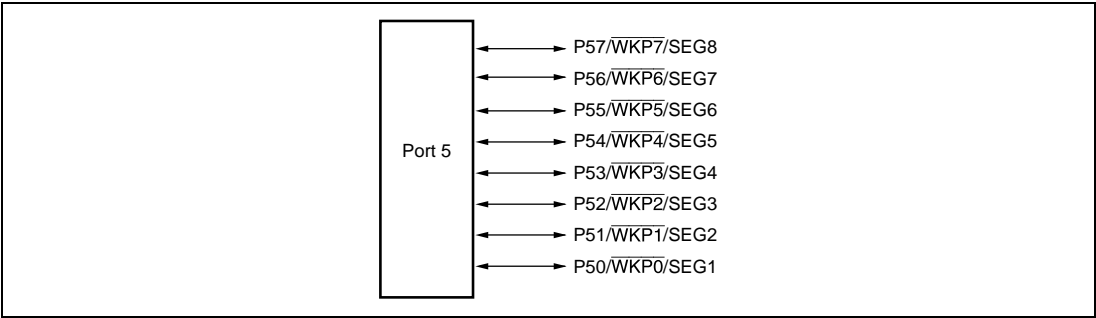 P57/WKP7/SEG8
P56/WKP6/SEG7
P55/WKP5/SEG6
P54/WKP4/SEG5
Port 5
P53/WKP3/SEG4
P52/WKP2/SEG3
P51/WKP1/SEG2
P50/WKP0/SEG1